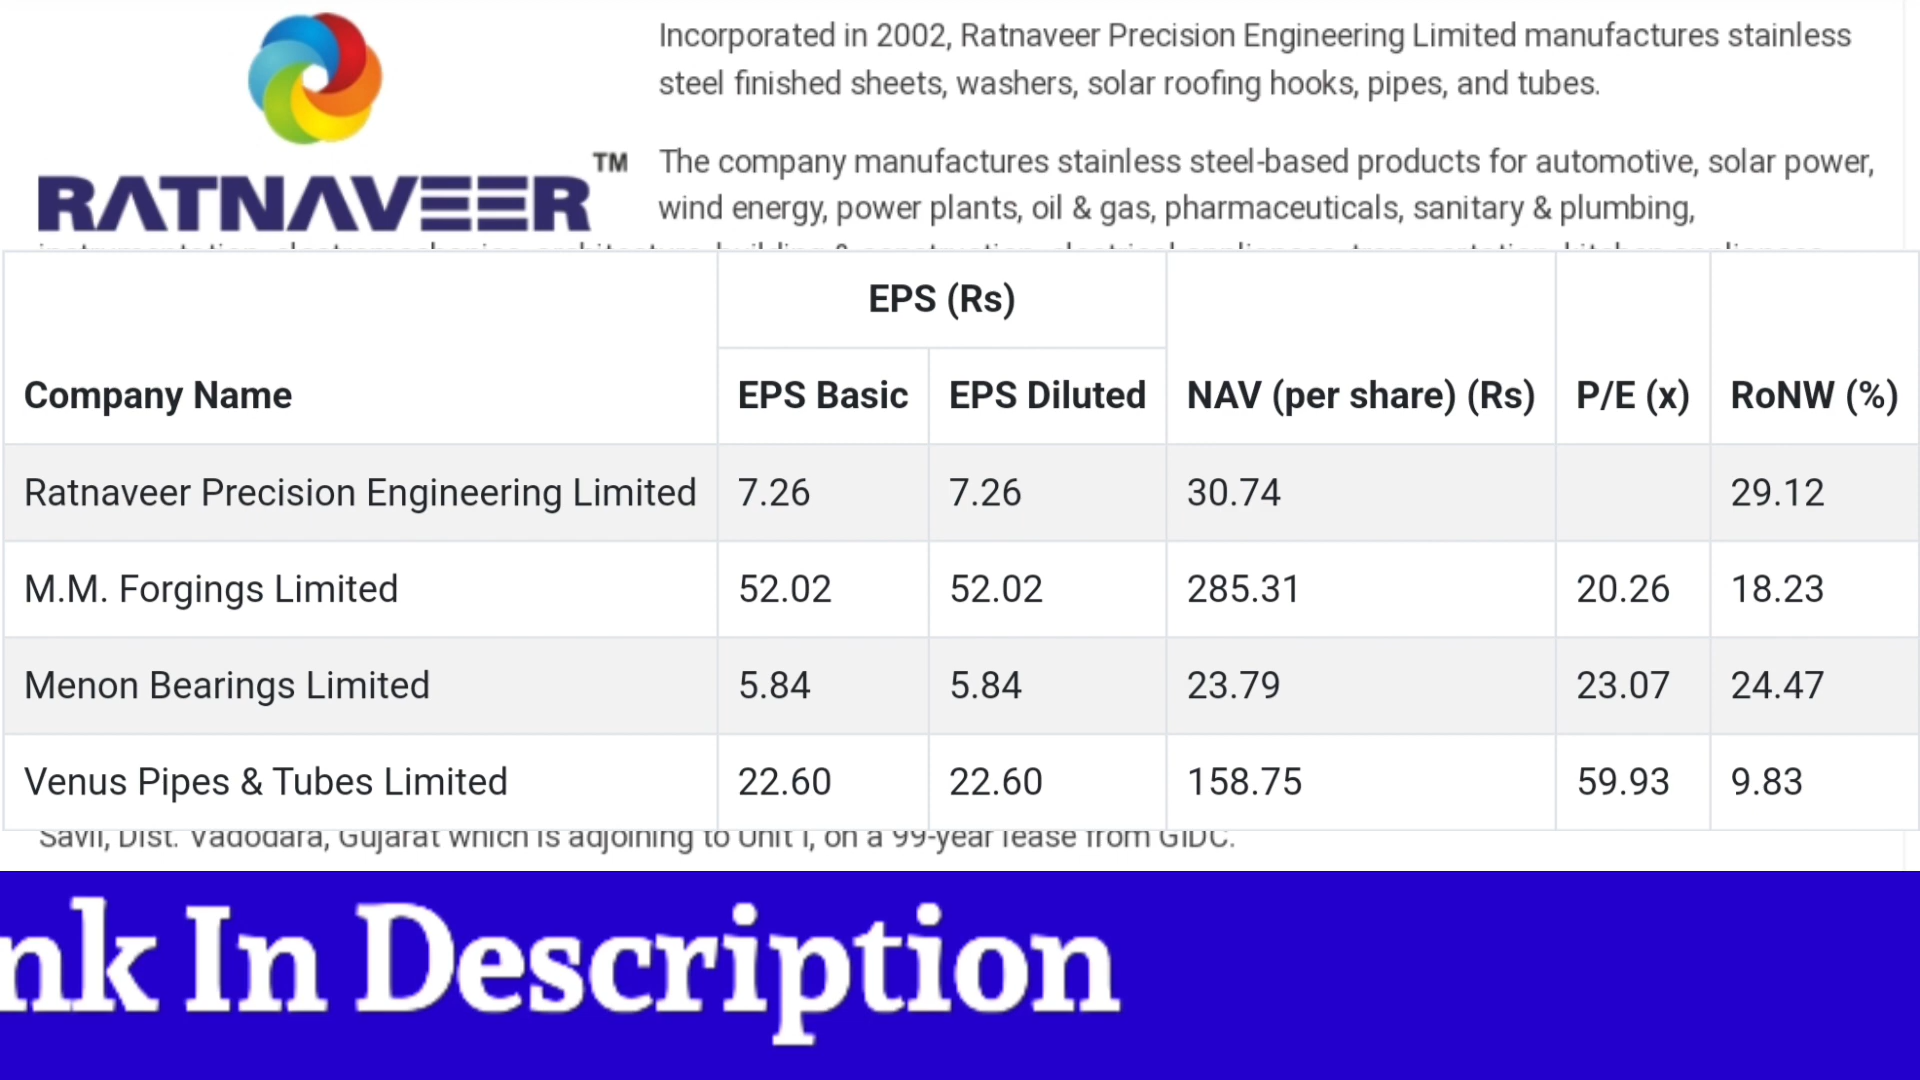 Incorporated in 2002, Ratnaveer Precision Engineering Limited manufactures stainless
steel finished sheets, washers, solar roofing hooks, pipes, and tubes.
RATNAVEER™
The company manufactures stainless steel-based products for automotive, solar power,
wind energy, power plants, oil & gas, pharmaceuticals, sanitary & plumbing,
EPS (Rs)
Company Name EPS Basic EPS Diluted NAV (per share) (Rs) P/E (x) RoNW (%)
Ratnaveer Precision Engineering Limited 7.26 7.26 30.74 29.12
M.M. Forgings Limited 52.02 52.02 285.31 20.26 18.23
Menon Bearings Limited 5.84 5.84 23.79 23.07 24.47
Venus Pipes & Tubes Limited 22.60 22.60 158.75 59.93 9.83
Savli, Dist. Vadodara, Gujarat which is adjoining to Unit I, on a 99-year lease from GIDC.
nk In Description